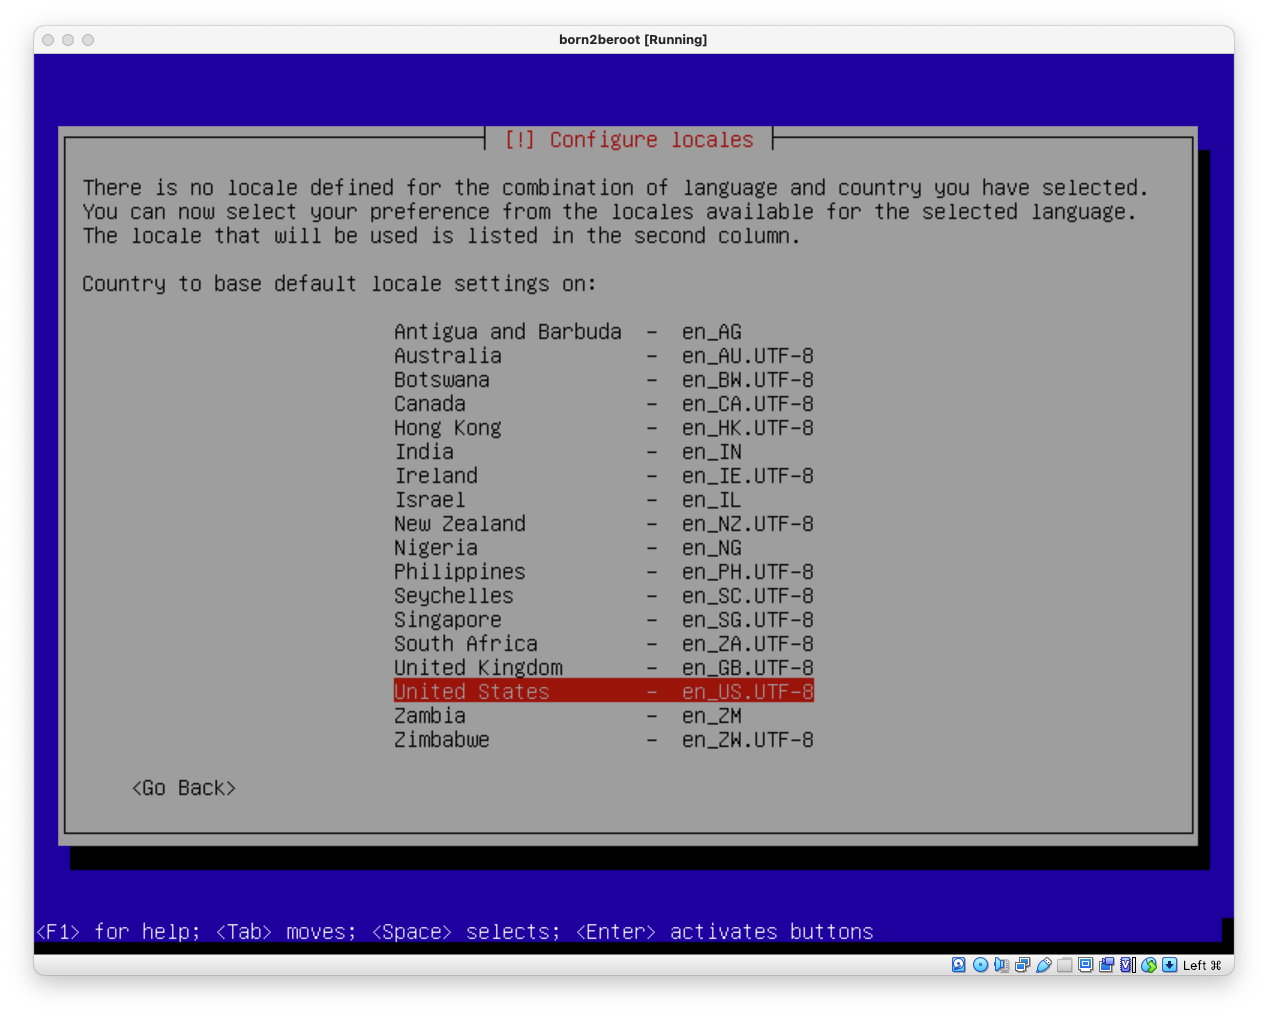 born2beroot [Running]
[!] Configure locales
There is no locale defined for the combination of language and country you have selected.
You can now select your preference from the locales available for the selected language.
The locale that will be used is listed in the second column.
Country to base default locale settings on:
Antigua and Barbuda - en_AG
Australia - en_AU.UTF-8
Botswana - en_BW.UTF-8
Canada - en_CA.UTF-8
Hong Kong - en_HK.UTF-8
India - en_IN
Ireland - en_IE.UTF-8
Israel - en_IL
New Zealand - en_NZ.UTF-8
Nigeria - en_NG
Philippines - en_PH.UTF-8
Seychelles - en_SC.UTF-8
Singapore - en_SG.UTF-8
South Africa - en_ZA.UTF-8
United Kingdom - en_GB.UTF-8
United States - en_US.UTF-8
Zambia - en_ZM
Zimbabwe - en_ZW.UTF-8
<Go Back>
<F1> for help; <Tab> moves; <Space> selects; <Enter> activates buttons
Left ⌘